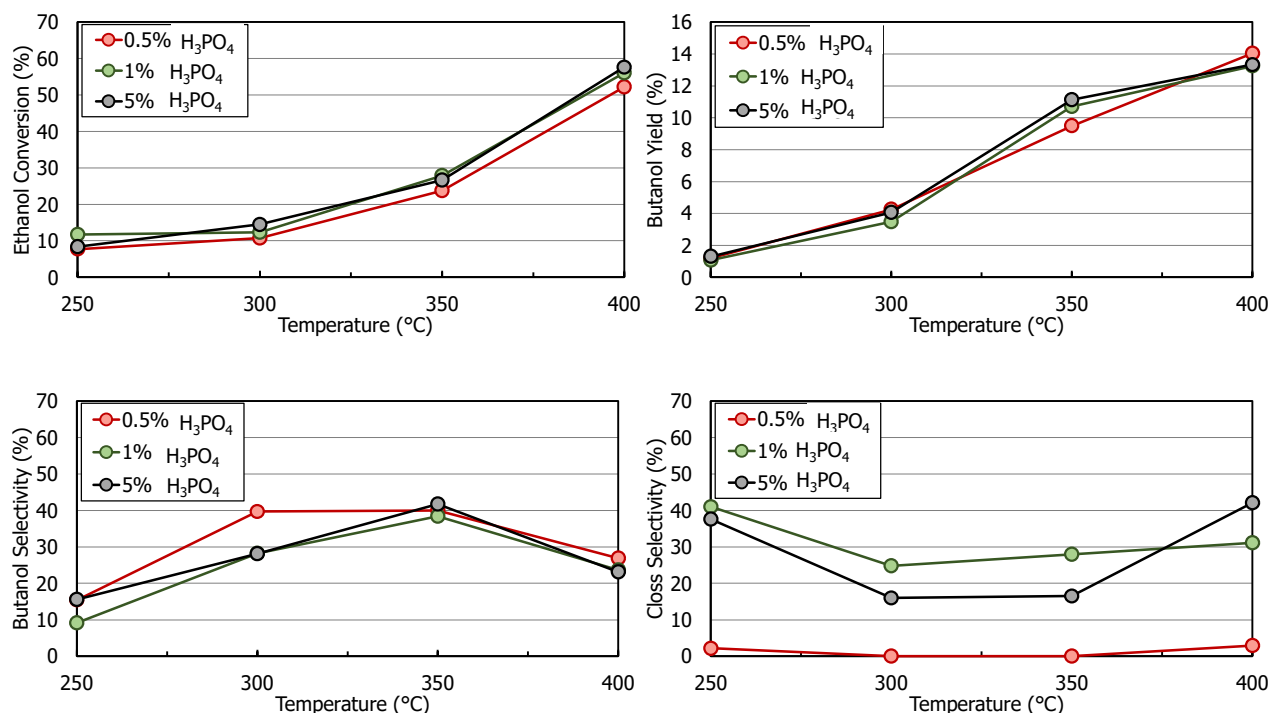 Ethanol Conversion (%)
70
60
50
40
30
20
10
0
0.5% H₃PO₄
1% H₃PO₄
5% H₃PO₄
250 300 350 400
Temperature (°C)
Butanol Yield (%)
16
14
12
10
8
6
4
2
0
0.5% H₃PO₄
1% H₃PO₄
5% H₃PO₄
250 300 350 400
Temperature (°C)
Butanol Selectivity (%)
70
60
50
40
30
20
10
0
0.5% H₃PO₄
1% H₃PO₄
5% H₃PO₄
250 300 350 400
Temperature (°C)
Closs Selectivity (%)
70
60
50
40
30
20
10
0
0.5% H₃PO₄
1% H₃PO₄
5% H₃PO₄
250 300 350 400
Temperature (°C)